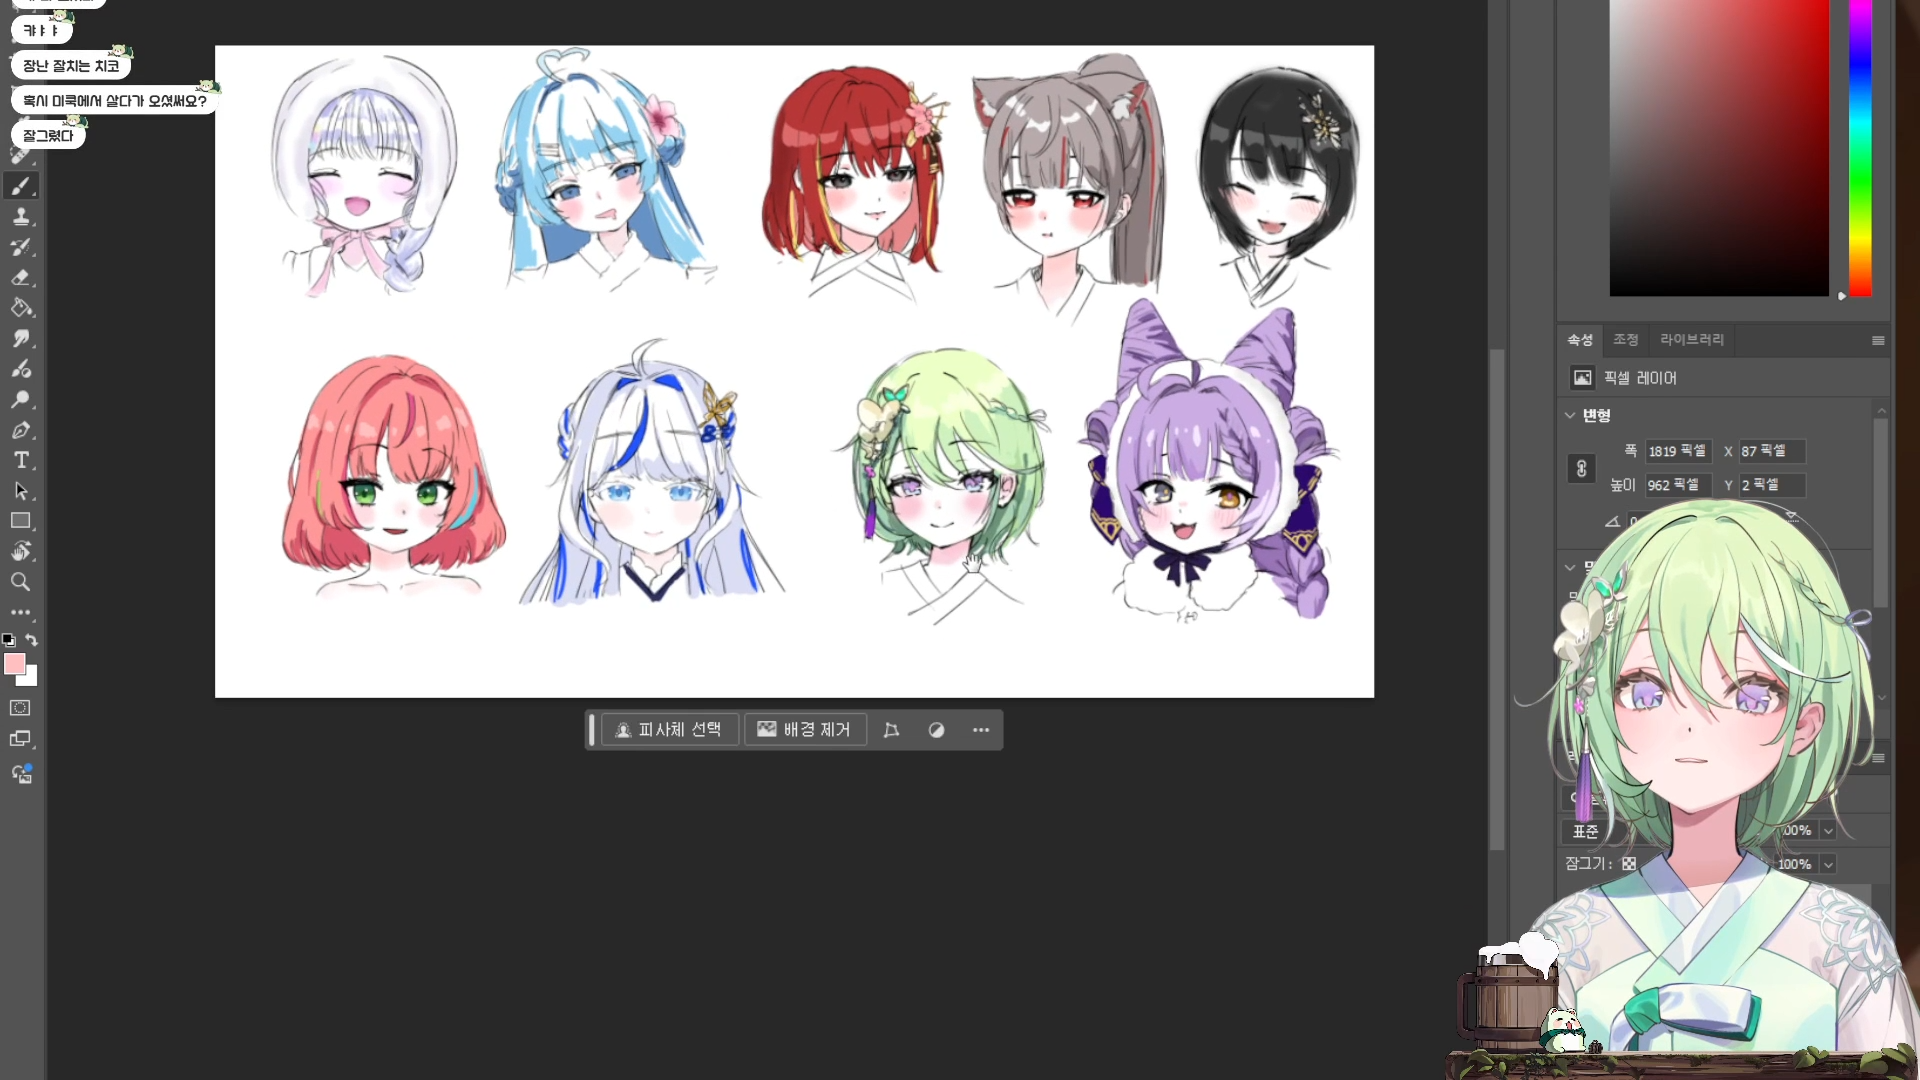 캬ㅑㅑ
장난 잘치는 치코
혹시 미쿡에서 살다가 오셨써요?
잘그렸다
속성
조정
라이브러리
픽셀 레이어
변형
폭
1819 픽셀
X
87 픽셀
높이
962 픽셀
Y
2 픽셀
피사체 선택
배경 제거
표준
00%
잠그기:
100%